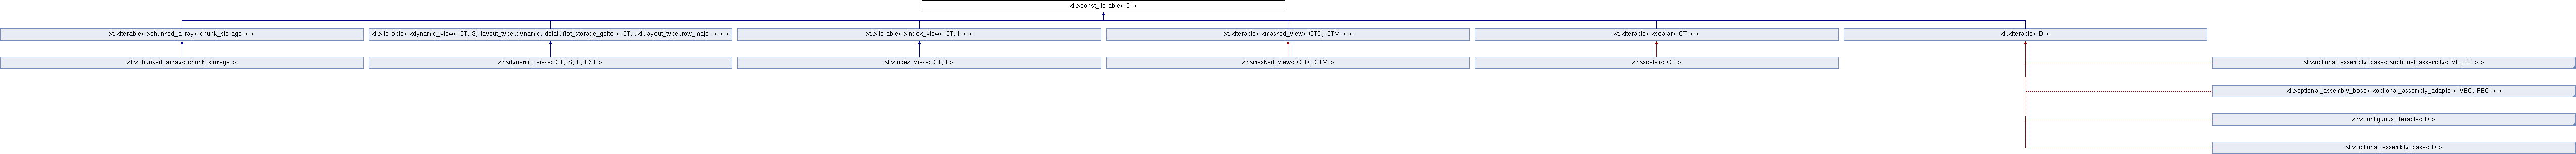 xt::xconst_iterable< D >
xt::xiterable< xchunked_array< chunk_storage > >
xt::xiterable< xdynamic_view< CT, S, layout_type::dynamic, detail::flat_storage_getter< CT, ::xt::layout_type::row_major > > >
xt::xiterable< xindex_view< CT, I > >
xt::xiterable< xmasked_view< CTD, CTM > >
xt::xiterable< xscalar< CT > >
xt::xiterable< D >
xt::xchunked_array< chunk_storage >
xt::xdynamic_view< CT, S, L, FST >
xt::xindex_view< CT, I >
xt::xmasked_view< CTD, CTM >
xt::xscalar< CT >
xt::xoptional_assembly_base< xoptional_assembly< VE, FE > >
xt::xoptional_assembly_base< xoptional_assembly_adaptor< VEC, FEC > >
xt::xcontiguous_iterable< D >
xt::xoptional_assembly_base< D >